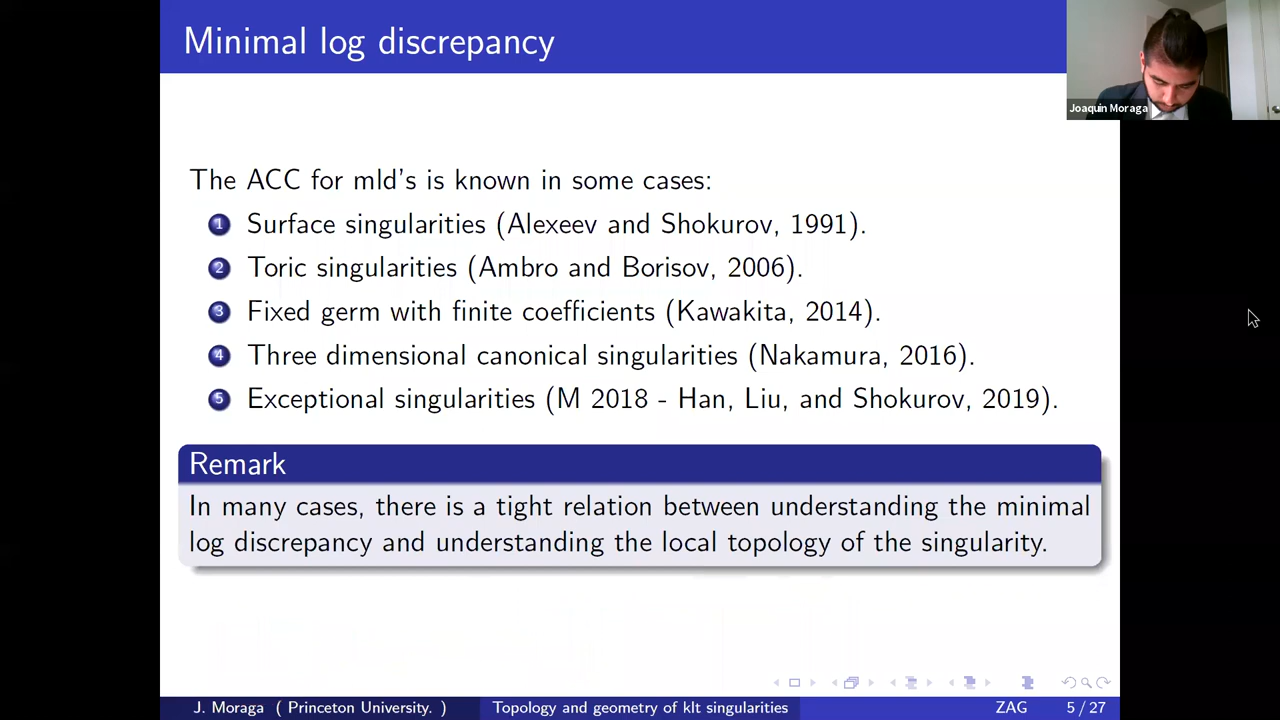 Minimal log discrepancy
Joaquín Moraga
The ACC for mld's is known in some cases:
1 Surface singularities (Alexeev and Shokurov, 1991).
2 Toric singularities (Ambro and Borisov, 2006).
3 Fixed germ with finite coefficients (Kawakita, 2014).
4 Three dimensional canonical singularities (Nakamura, 2016).
5 Exceptional singularities (M 2018 - Han, Liu, and Shokurov, 2019).
Remark
In many cases, there is a tight relation between understanding the minimal
log discrepancy and understanding the local topology of the singularity.
J. Moraga ( Princeton University. ) Topology and geometry of klt singularities ZAG 5 / 27